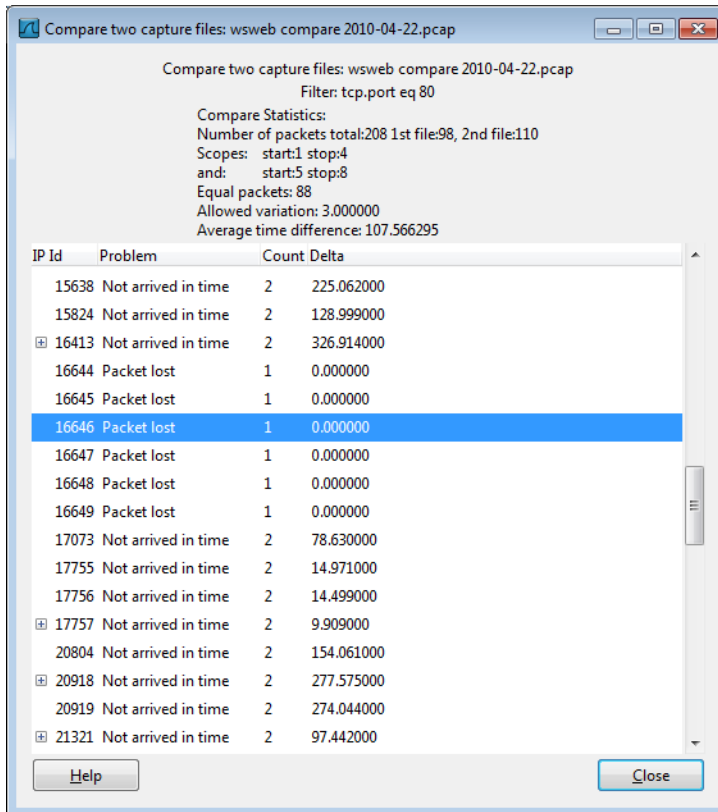 Compare two capture files: wsweb compare 2010-04-22.pcap
Compare two capture files: wsweb compare 2010-04-22.pcap
Filter: tcp.port eq 80
Compare Statistics:
Number of packets total:208 1st file:98, 2nd file:110
Scopes: start:1 stop:4
and: start:5 stop:8
Equal packets: 88
Allowed variation: 3.000000
Average time difference: 107.566295
IP Id Problem Count Delta
15638 Not arrived in time 2 225.062000
15824 Not arrived in time 2 128.999000
16413 Not arrived in time 2 326.914000
16644 Packet lost 1 0.000000
16645 Packet lost 1 0.000000
16646 Packet lost 1 0.000000
16647 Packet lost 1 0.000000
16648 Packet lost 1 0.000000
16649 Packet lost 1 0.000000
17073 Not arrived in time 2 78.630000
17755 Not arrived in time 2 14.971000
17756 Not arrived in time 2 14.499000
17757 Not arrived in time 2 9.909000
20804 Not arrived in time 2 154.061000
20918 Not arrived in time 2 277.575000
20919 Not arrived in time 2 274.044000
21321 Not arrived in time 2 97.442000
Help Close